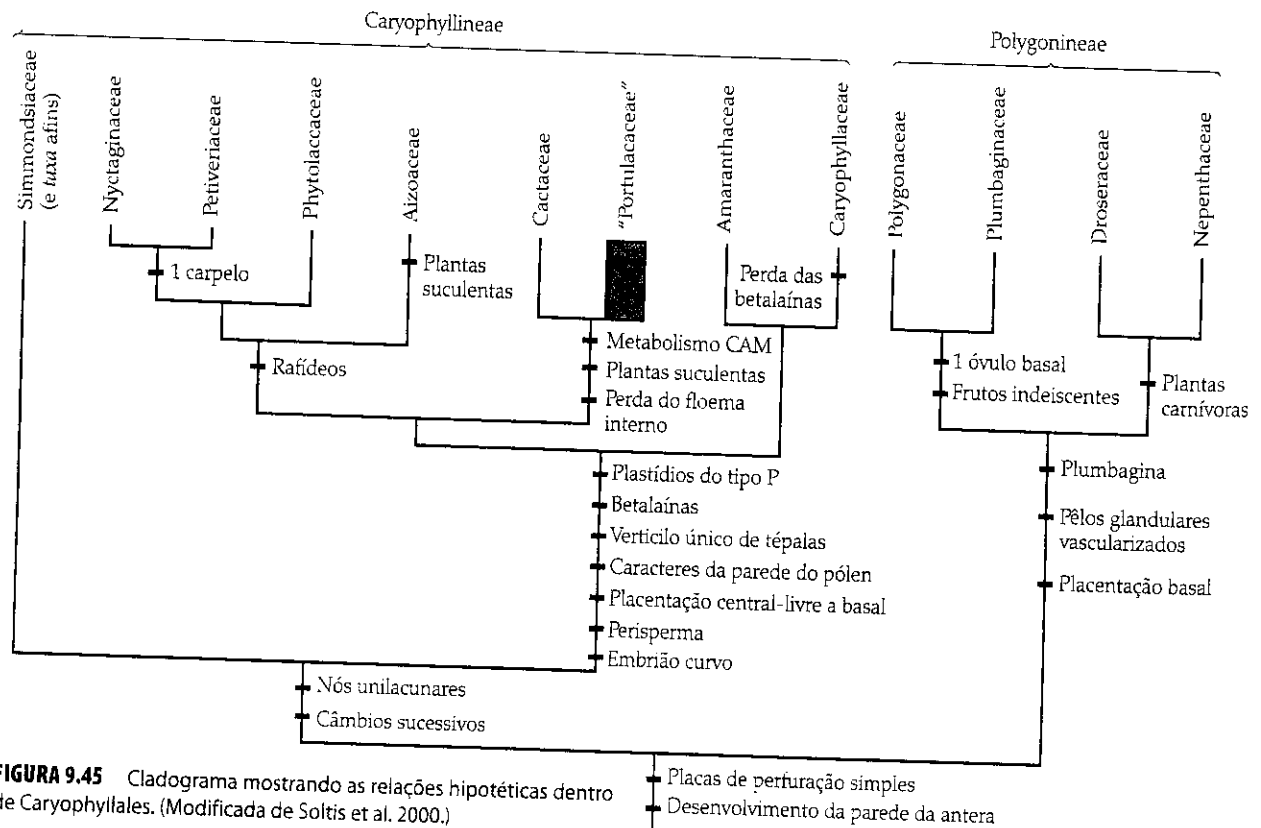 Caryophyllineae
Polygonineae
Simmondsiaceae
(e taxa afins)
Nyctaginaceae
Petiveriaceae
Phytolaccaceae
Aizoaceae
Cactaceae
"Portulacaceae"
Amaranthaceae
Caryophyllaceae
Polygonaceae
Plumbaginaceae
Droseraceae
Nepenthaceae
1 carpelo
Plantas
suculentas
Perda das
betalaínas
Rafídeos
Metabolismo CAM
Plantas suculentas
Perda do floema
interno
1 óvulo basal
Frutos indeiscentes
Plantas
carnívoras
Plastídios do tipo P
Betalaínas
Verticilo único de tépalas
Caracteres da parede do pólen
Placentação central-livre a basal
Perisperma
Embrião curvo
Plumbagina
Pêlos glandulares
vascularizados
Placentação basal
Nós unilacunares
Câmbios sucessivos
Placas de perfuração simples
Desenvolvimento da parede da antera
FIGURA 9.45 Cladograma mostrando as relações hipotéticas dentro
de Caryophyllales. (Modificada de Soltis et al. 2000.)